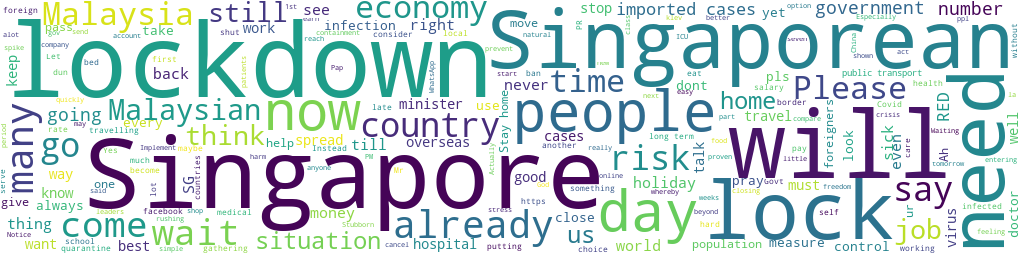 Malaysia
still
economy
lockdown
Singaporean
imported cases
government
number
stop
yet
see
infection
right
pass
take
work
back
keep
going
Malaysian
now
country
minister
overseas
people
time
never
Please
need
dont
home
travel
pls
many
go
think
spread
help
till
use
cases
Stay home
talk
risk
will
foreigners
look
even
sick
RED
Ah
well
Singapore
way
know
always
one
SG
countries
good
holiday
pray
must
say
give
come
thing
want
best
wait
situation
money
already
us
day
lock
job
ur
virus
doctor
hospital
close
world
population
measure
control
quarantine
medical
facebook
school
gathering
putting
choice
cancel
stress
https
online
something
another
really
long term
public transport
health
salary
border
compare
crisis
Covid
care
Waiting
tomorrow
entering
infected
feeling
working
self
freedom
hard
beyond
weeks
Govt
little
pay
proven
food
next
whereby
easy
part
start
ban
eat
prevent
local
reach
containment
consider
natural
move
PR
ICU
China
shown
act
Especially
without
option
better
kiev
class
ppl
foreign
alot
1st
spike
company
account
send
Let
dun
bed
first
shut
patients
WhatsApp
Pap
late
may
rate
travelling
every
Yes
much
become
Implement
maybe
lot
harm
anyone
Instead
PM
Mr
said
shop
rushing
leaders
Notice
simple
Stubborn
Actually
period
serve
quickly